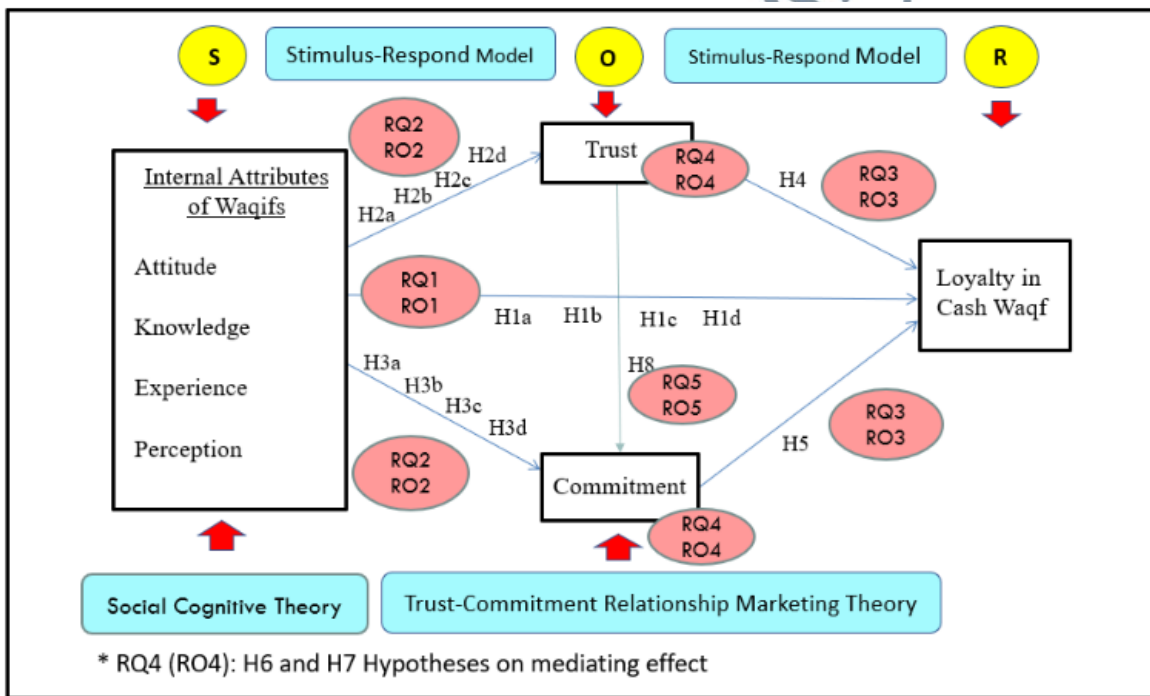 S
Stimulus-Respond Model
O
Stimulus-Respond Model
R
RQ2
RO2
H2d
H2c
H2b
H2a
Trust
RQ4
RO4
H4
RQ3
RO3
Internal Attributes
of Waqifs
Attitude
Knowledge
Experience
Perception
RQ1
RO1
H1a
H1b
H1c
H1d
Loyalty in
Cash Waqf
H3a
H3b
H3c
H3d
H8
RQ5
RO5
RQ3
RO3
H5
RQ2
RO2
Commitment
RQ4
RO4
Social Cognitive Theory
Trust-Commitment Relationship Marketing Theory
* RQ4 (RO4): H6 and H7 Hypotheses on mediating effect